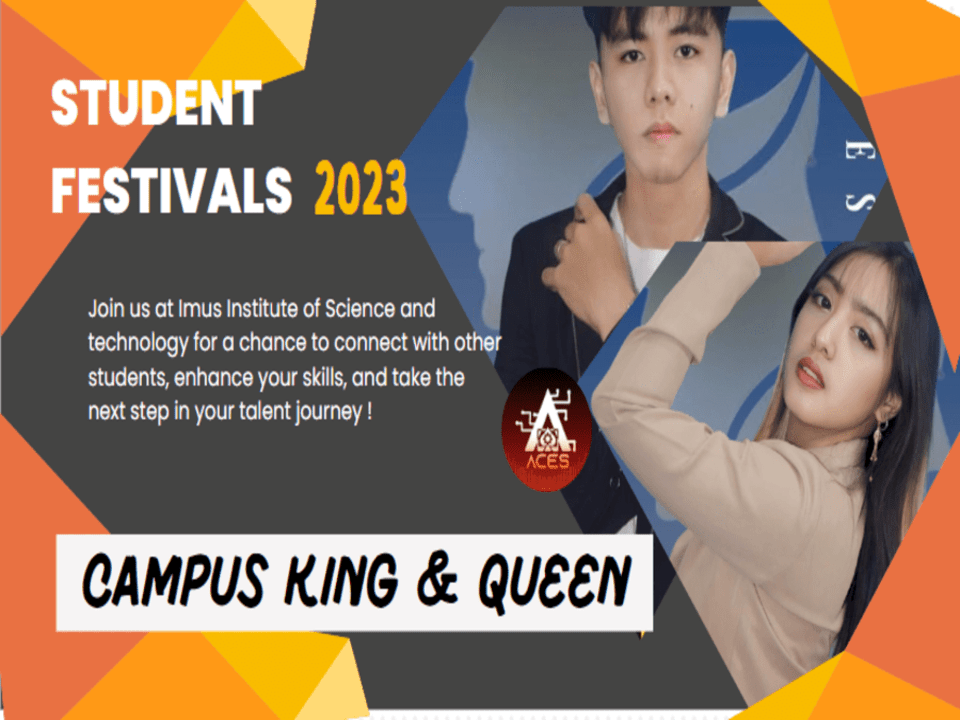 STUDENT
FESTIVALS 2023
E
S
Join us at Imus Institute of Science and
technology for a chance to connect with other
students, enhance your skills, and take the
next step in your talent journey !
ACES
CAMPUS KING & QUEEN